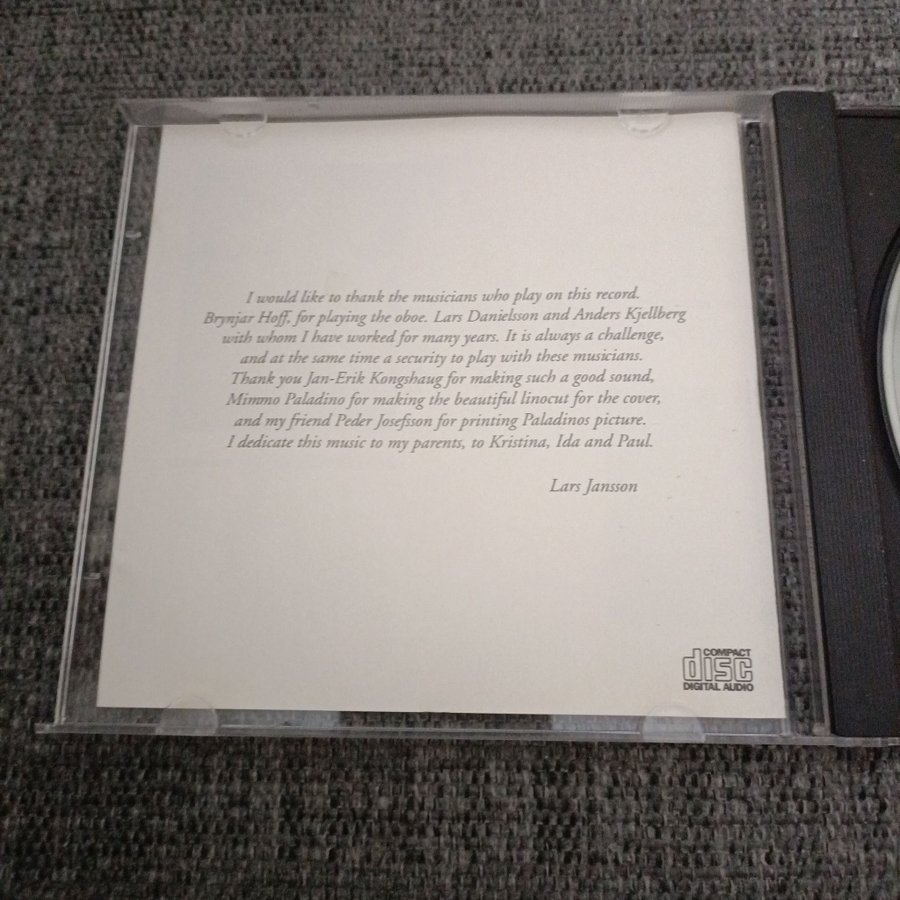 I would like to thank the musicians who play on this record.
Brynjar Hoff, for playing the oboe. Lars Danielsson and Anders Kjellberg
with whom I have worked for many years. It is always a challenge,
and at the same time a security to play with these musicians.
Thank you Jan-Erik Kongshaug for making such a good sound,
Mimmo Paladino for making the beautiful linocut for the cover,
and my friend Peder Josefsson for printing Paladinos picture.
I dedicate this music to my parents, to Kristina, Ida and Paul.
Lars Jansson
COMPACT
disc
DIGITAL AUDIO